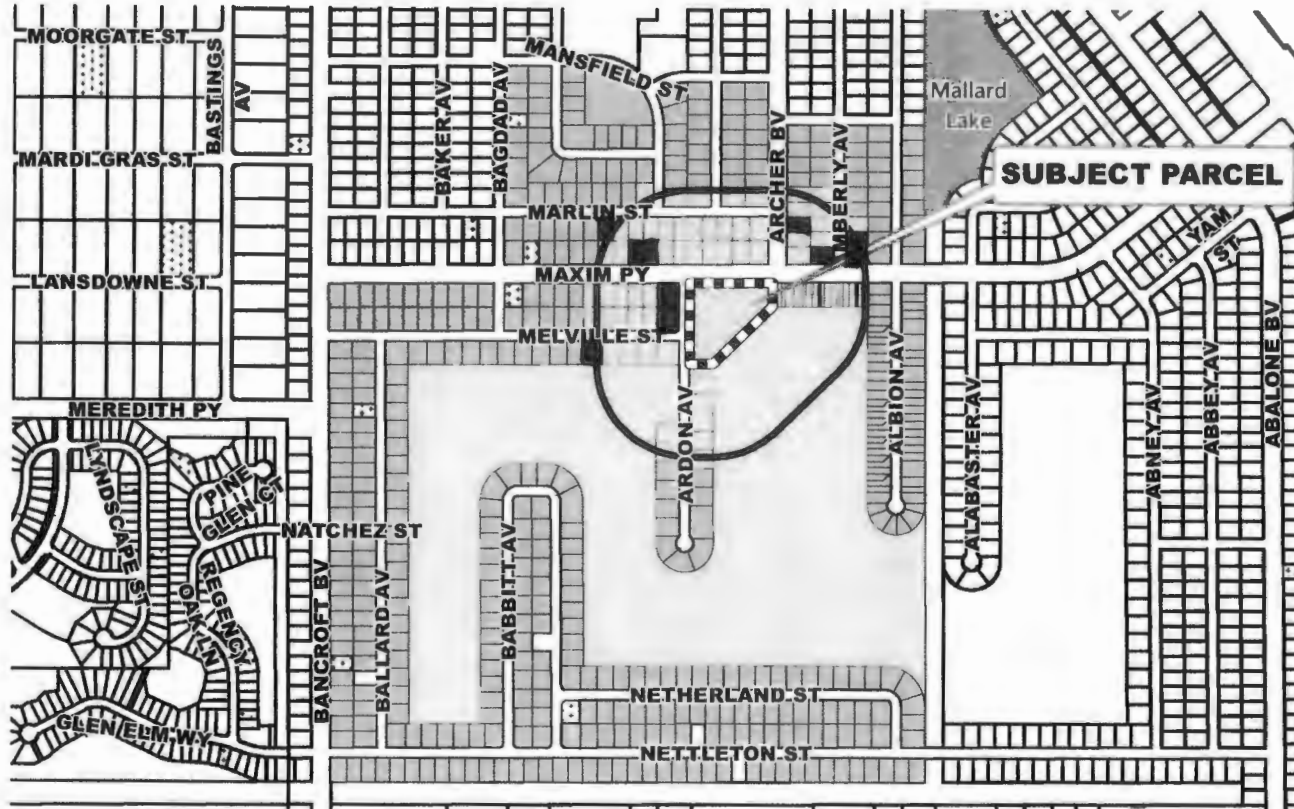 MOORGATE ST
BASTINGS
AV
MARDI GRAS ST
LANSDOWNE ST
MEREDITH PY
BAKER AV
BAGDAD AV
MANSFIELD
ST
ARCHER BV
MBERLY AV
Mallard
Lake
SUBJECT PARCEL
MARLIN ST
MAXIM PY
MELVILLE ST
YAM
ST
ARDON AV
ALBION AV
ALABASTER AV
ABNEY AV
ABBEY AV
ABALONE BV
LYNDSCAPE ST
PINE
GLEN
NATCHEZ ST
REGENCY
OAK LN
BANCROFT BV
BALLARD AV
BABBITT AV
GLEN ELM WY
NETHERLAND ST
NETTLETON ST